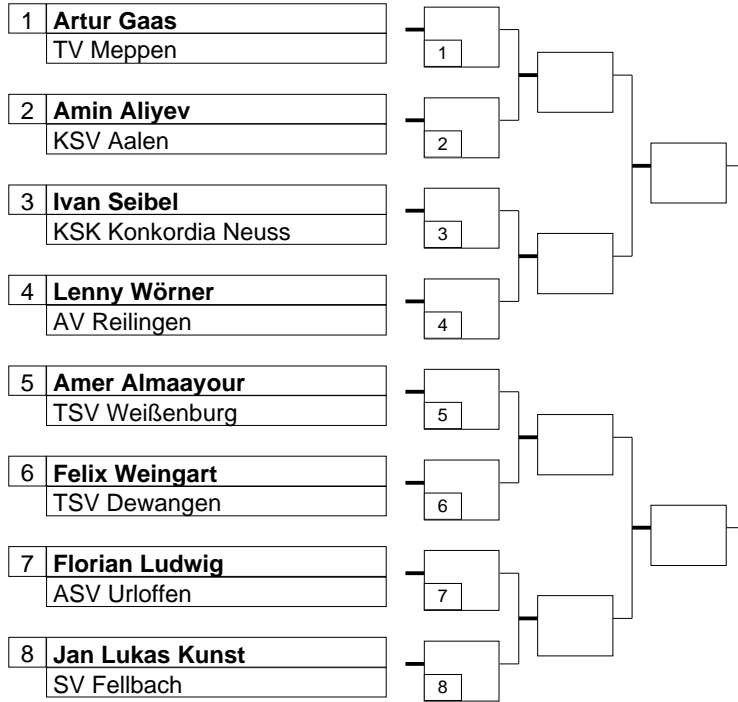 1 Artur Gaas
TV Meppen
1
2 Amin Aliyev
KSV Aalen
2
3 Ivan Seibel
KSK Konkordia Neuss
3
4 Lenny Wörner
AV Reilingen
4
5 Amer Almaayour
TSV Weißenburg
5
6 Felix Weingart
TSV Dewangen
6
7 Florian Ludwig
ASV Urloffen
7
8 Jan Lukas Kunst
SV Fellbach
8